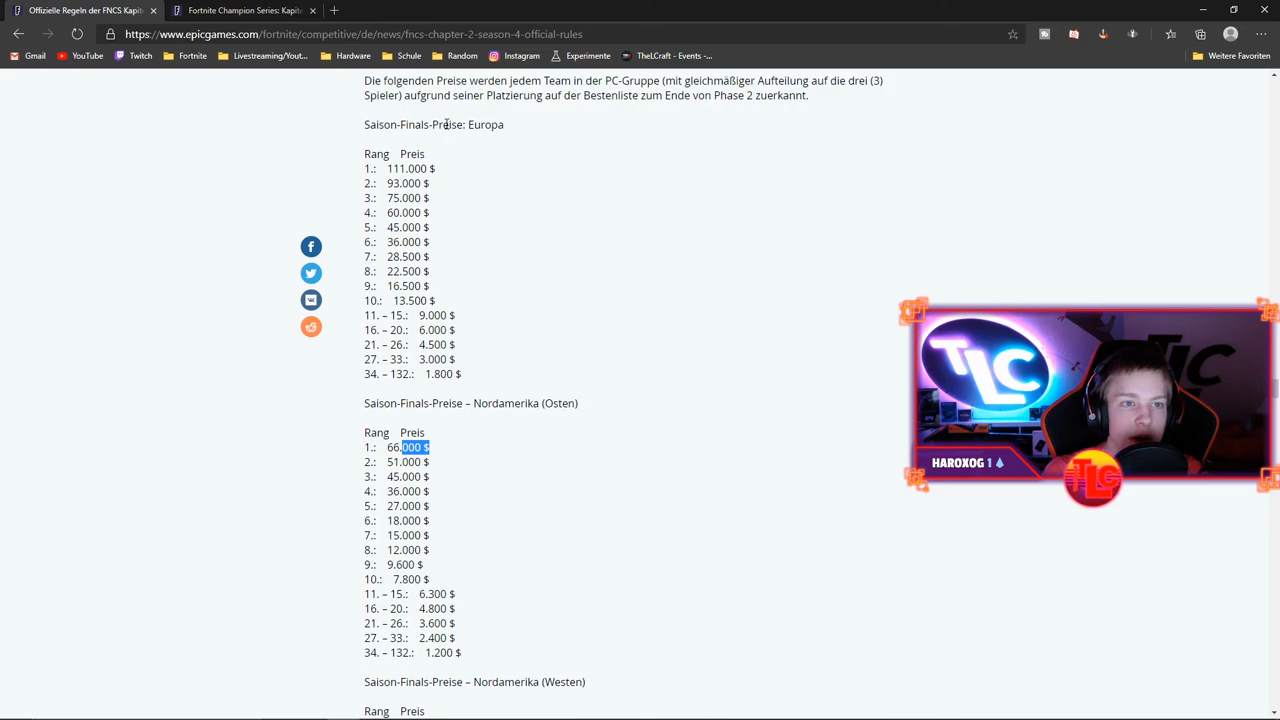 Offizielle Regeln der FNCS Kapit
Fortnite Champion Series: Kapite
https://www.epicgames.com/fortnite/competitive/de/news/fncs-chapter-2-season-4-official-rules
Gmail
YouTube
Twitch
Fortnite
Livestreaming/Yout...
Hardware
Schule
Random
Instagram
Experimente
TheLCraft - Events -...
Weitere Favoriten
Die folgenden Preise werden jedem Team in der PC-Gruppe (mit gleichmäßiger Aufteilung auf die drei (3)
Spieler) aufgrund seiner Platzierung auf der Bestenliste zum Ende von Phase 2 zuerkannt.
Saison-Finals-Preise: Europa
Rang Preis
1.: 111.000 $
2.: 93.000 $
3.: 75.000 $
4.: 60.000 $
5.: 45.000 $
6.: 36.000 $
7.: 28.500 $
8.: 22.500 $
9.: 16.500 $
10.: 13.500 $
11. – 15.: 9.000 $
16. – 20.: 6.000 $
21. – 26.: 4.500 $
27. – 33.: 3.000 $
34. – 132.: 1.800 $
Saison-Finals-Preise – Nordamerika (Osten)
Rang Preis
1.: 66.000 $
2.: 51.000 $
3.: 45.000 $
4.: 36.000 $
5.: 27.000 $
6.: 18.000 $
7.: 15.000 $
8.: 12.000 $
9.: 9.600 $
10.: 7.800 $
11. – 15.: 6.300 $
16. – 20.: 4.800 $
21. – 26.: 3.600 $
27. – 33.: 2.400 $
34. – 132.: 1.200 $
Saison-Finals-Preise – Nordamerika (Westen)
Rang Preis
TLC
TLC
HAROXOG 1
TLC